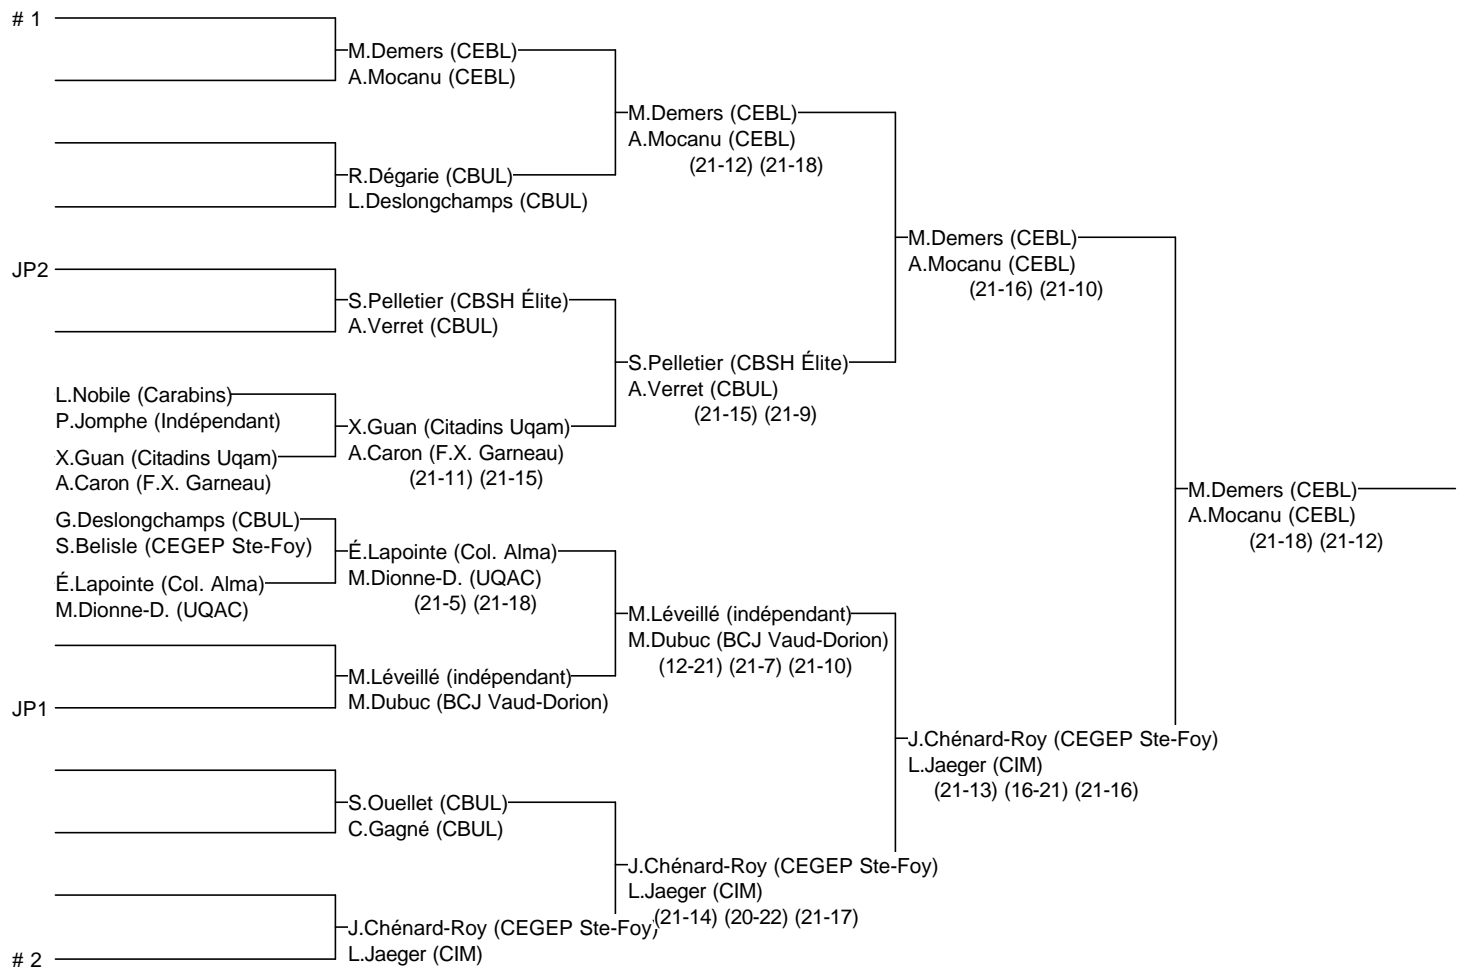 # 1
M.Demers (CEBL)
A.Mocanu (CEBL)
M.Demers (CEBL)
A.Mocanu (CEBL)
(21-12) (21-18)
R.Dégarie (CBUL)
L.Deslongchamps (CBUL)
M.Demers (CEBL)
A.Mocanu (CEBL)
(21-16) (21-10)
JP2
S.Pelletier (CBSH Élite)
A.Verret (CBUL)
S.Pelletier (CBSH Élite)
A.Verret (CBUL)
(21-15) (21-9)
L.Nobile (Carabins)
P.Jomphe (Indépendant)
X.Guan (Citadins Uqam)
A.Caron (F.X. Garneau)
(21-11) (21-15)
X.Guan (Citadins Uqam)
A.Caron (F.X. Garneau)
M.Demers (CEBL)
A.Mocanu (CEBL)
(21-18) (21-12)
G.Deslongchamps (CBUL)
S.Belisle (CEGEP Ste-Foy)
É.Lapointe (Col. Alma)
M.Dionne-D. (UQAC)
(21-5) (21-18)
É.Lapointe (Col. Alma)
M.Dionne-D. (UQAC)
M.Léveillé (indépendant)
M.Dubuc (BCJ Vaud-Dorion)
(12-21) (21-7) (21-10)
M.Léveillé (indépendant)
M.Dubuc (BCJ Vaud-Dorion)
JP1
J.Chénard-Roy (CEGEP Ste-Foy)
L.Jaeger (CIM)
(21-13) (16-21) (21-16)
S.Ouellet (CBUL)
C.Gagné (CBUL)
J.Chénard-Roy (CEGEP Ste-Foy)
L.Jaeger (CIM)
(21-14) (20-22) (21-17)
J.Chénard-Roy (CEGEP Ste-Foy)
L.Jaeger (CIM)
# 2